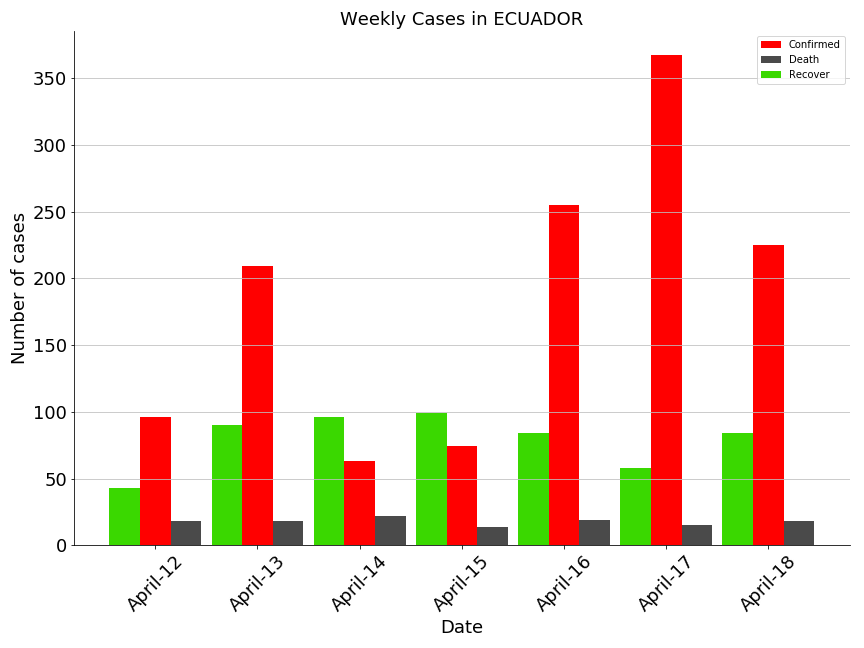 Weekly Cases in ECUADOR
Confirmed
Death
Recover
Number of cases
350
300
250
200
150
100
50
0
April-12
April-13
April-14
April-15
April-16
April-17
April-18
Date